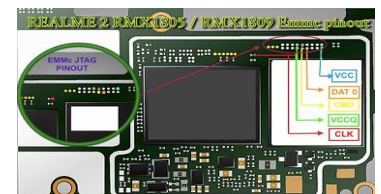 REALME 2 RMX1805 / RMX1809 Emmc pinout
EMMc JTAG
PINOUT
VCC
DAT 0
CMD
VCCQ
CLK